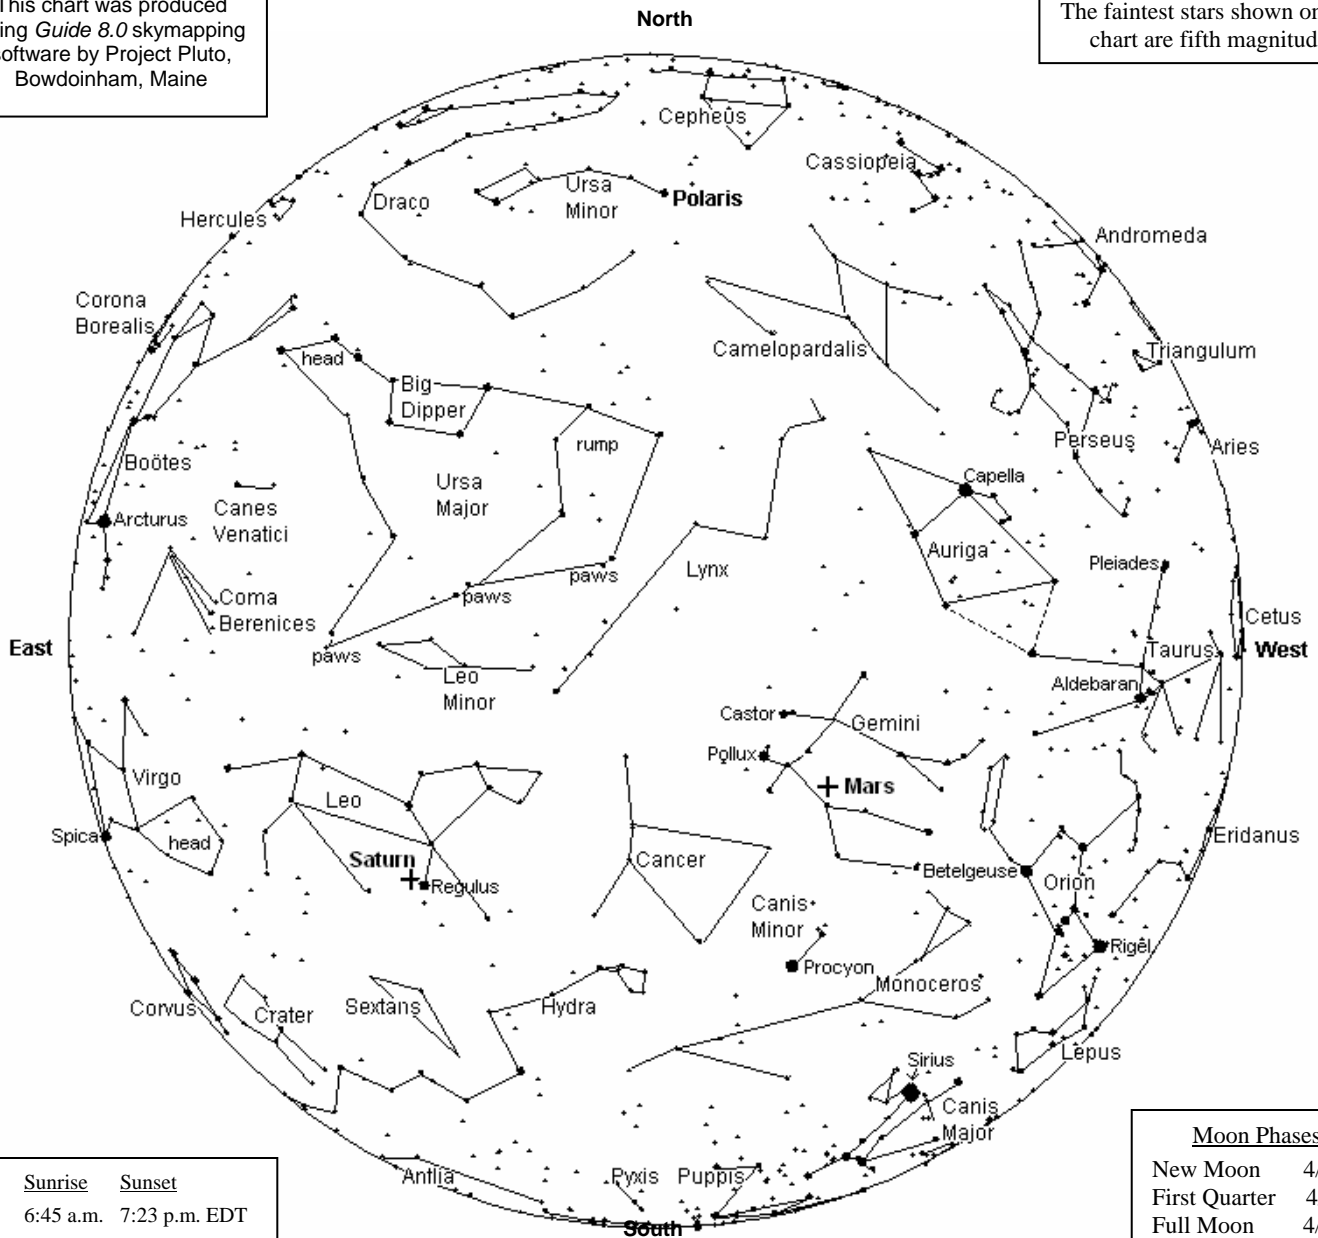 This chart was produced
ing Guide 8.0 skymapping
software by Project Pluto,
Bowdoinham, Maine
North
The faintest stars shown on
chart are fifth magnitud
Cepheus
Cassiopeia
Ursa
Minor
Polaris
Draco
Hercules
Andromeda
Corona
Borealis
Camelopardalis
Triangulum
head
Big
Dipper
rump
Perseus
Aries
Boötes
Ursa
Major
Capella
Canes
Venatici
Arcturus
Auriga
Pleiades
Lynx
paws
paws
Coma
Berenices
Cetus
East
paws
Taurus
West
Leo
Minor
Aldebaran
Castor
Gemini
Pollux
Virgo
Mars
Leo
Spica
head
Eridanus
Saturn
Cancer
Regulus
Betelgeuse
Orion
Canis
Minor
Rigel
Procyon
Monoceros
Corvus
Crater
Sextans
Hydra
Lepus
Sirius
Canis
Major
Antlia
Pyxis
Puppis
South
Sunrise Sunset
6:45 a.m. 7:23 p.m. EDT
Moon Phases
New Moon 4/
First Quarter 4
Full Moon 4/